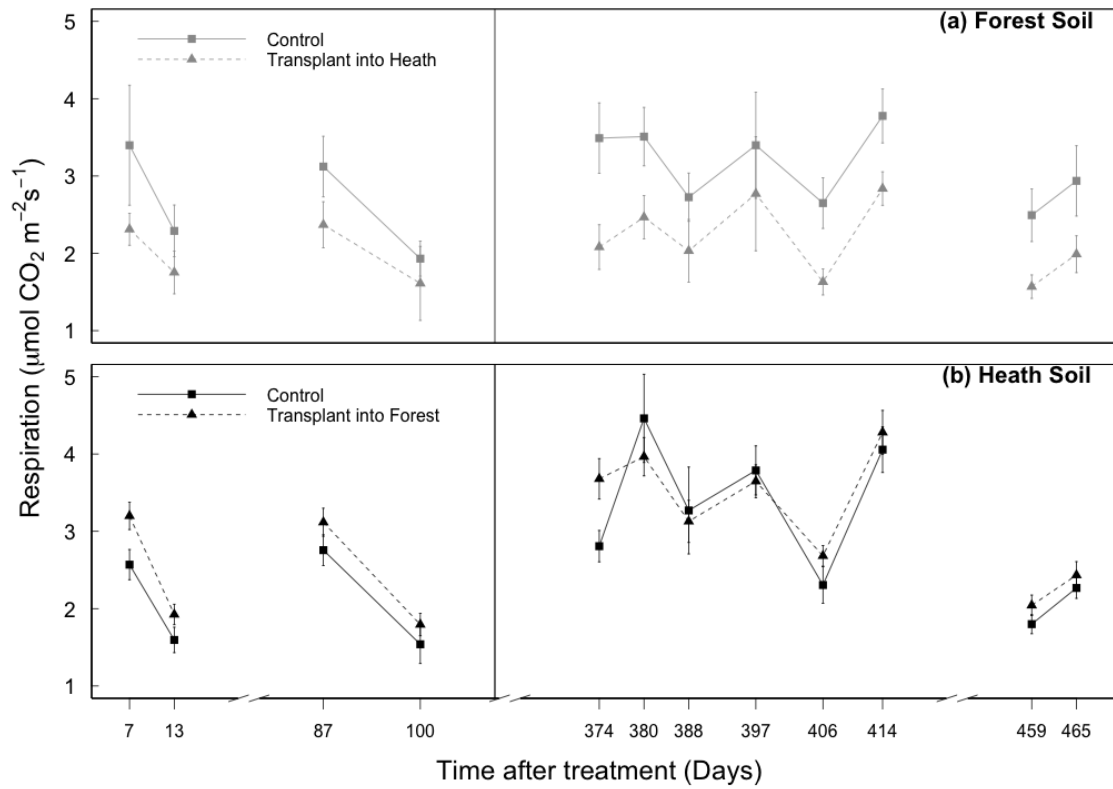 (a) Forest Soil
Control
Transplant into Heath
5
4
3
2
1
Respiration (μmol CO₂ m⁻²s⁻¹)
(b) Heath Soil
Control
Transplant into Forest
5
4
3
2
1
7 13 87 100 374 380 388 397 406 414 459 465
Time after treatment (Days)